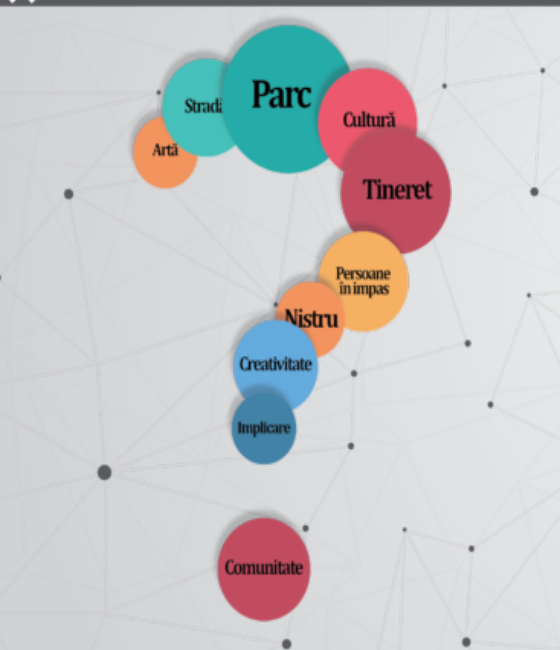 Parc
Stradă
Cultură
Artă
Tineret
Persoane
în impas
Nistru
Creativitate
Implicare
Comunitate